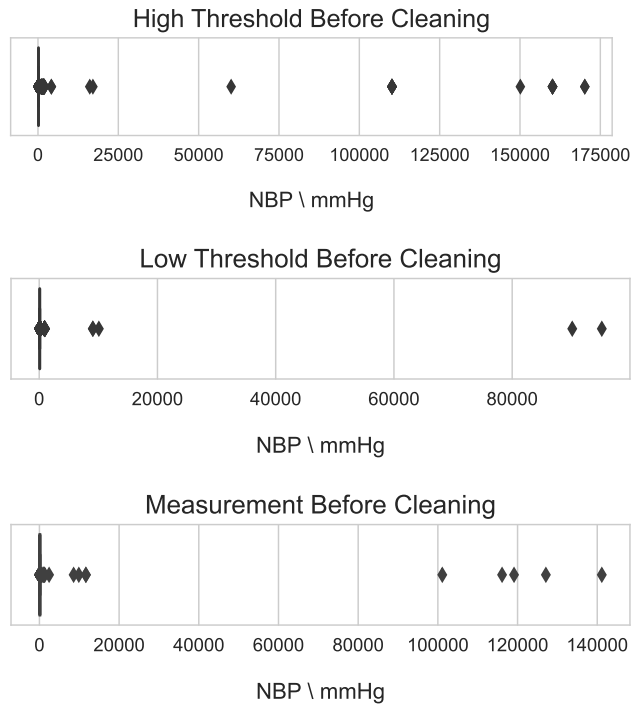 High Threshold Before Cleaning
0 25000 50000 75000 100000 125000 150000 175000
NBP \ mmHg
Low Threshold Before Cleaning
0 20000 40000 60000 80000
NBP \ mmHg
Measurement Before Cleaning
0 20000 40000 60000 80000 100000 120000 140000
NBP \ mmHg